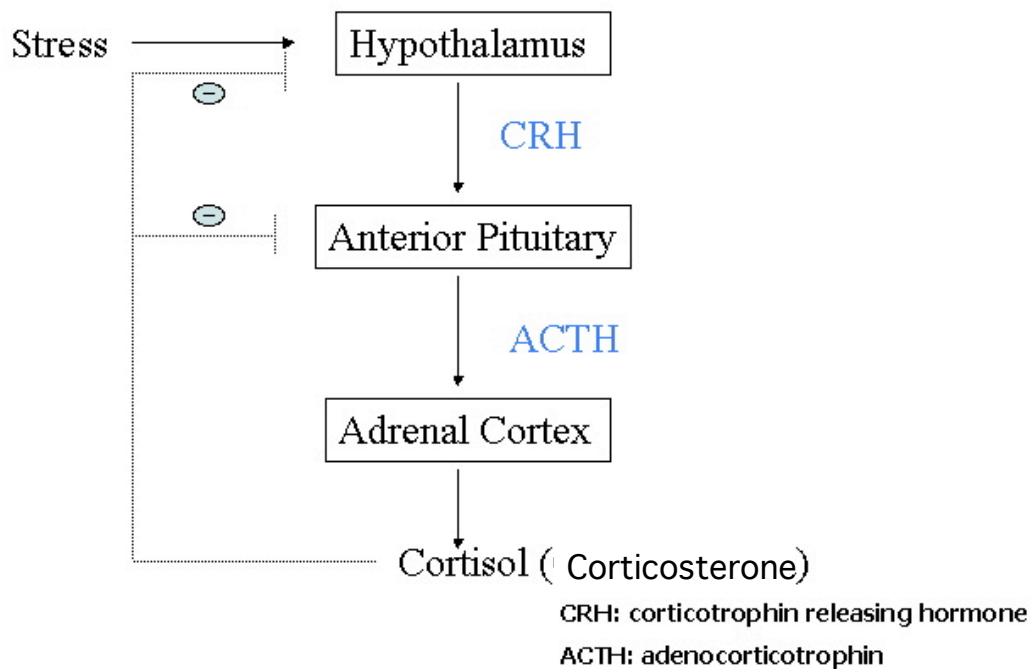 Stress
Hypothalamus
−
CRH
−
Anterior Pituitary
ACTH
Adrenal Cortex
Cortisol ( Corticosterone)
CRH: corticotrophin releasing hormone
ACTH: adenocorticotrophin